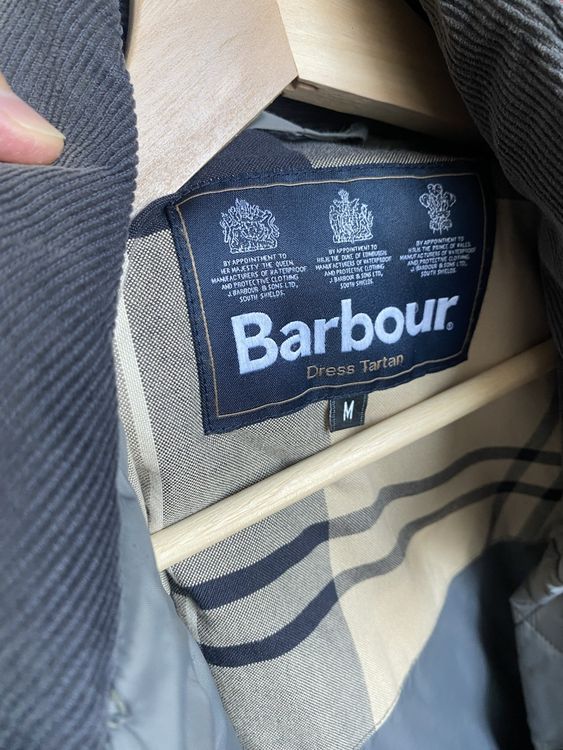 BY APPOINTMENT TO
HER MAJESTY THE QUEEN.
MANUFACTURERS OF WATERPROOF
AND PROTECTIVE CLOTHING
J. BARBOUR & SONS LTD.
SOUTH SHIELDS.
BY APPOINTMENT TO
H.R.H. THE DUKE OF EDINBURGH
MANUFACTURERS OF WATERPROOF
AND PROTECTIVE CLOTHING
J. BARBOUR & SONS LTD.
SOUTH SHIELDS.
BY APPOINTMENT TO
H.R.H. THE PRINCE OF WALES.
MANUFACTURERS OF WATERPROOF
AND PROTECTIVE CLOTHING
J. BARBOUR & SONS LTD.
SOUTH SHIELDS.
Barbour®
Dress Tartan
M